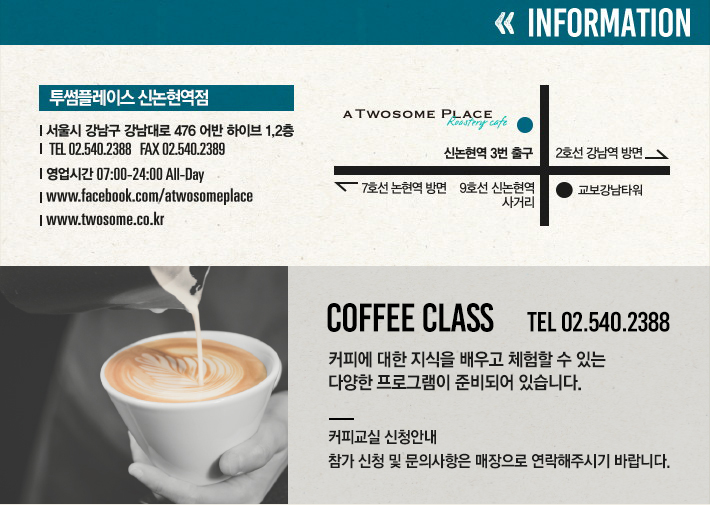 « INFORMATION
투썸플레이스 신논현역점
서울시 강남구 강남대로 476 어반 하이브 1,2층
TEL 02.540.2388 FAX 02.540.2389
영업시간 07:00-24:00 All-Day
www.facebook.com/atwosomeplace
www.twosome.co.kr
A TWOSOME PLACE
Roastery cafe
신논현역 3번 출구
2호선 강남역 방면
7호선 논현역 방면
9호선 신논현역
사거리
교보강남타워
COFFEE CLASS TEL 02.540.2388
커피에 대한 지식을 배우고 체험할 수 있는
다양한 프로그램이 준비되어 있습니다.
커피교실 신청안내
참가 신청 및 문의사항은 매장으로 연락해주시기 바랍니다.